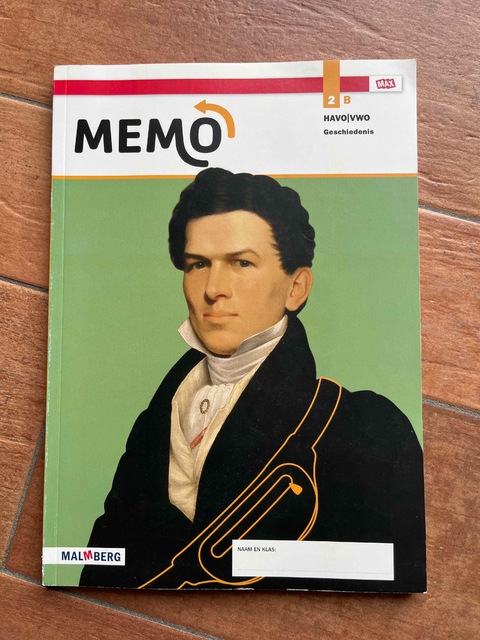 MAX
2 B
MEMO
HAVO|VWO
Geschiedenis
NAAM EN KLAS:
MALMBERG